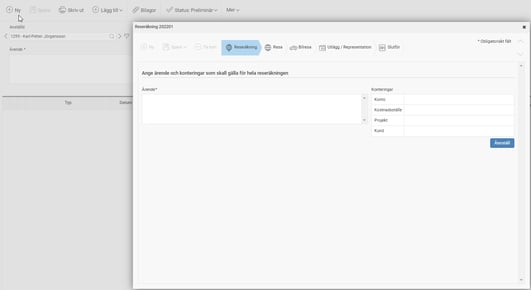 Ny Spara Skriv ut Lägg till Bilagor Status: Preliminär Mer
Anställd
1295 - Karl-Petter Jörgensson
Ärende *
Typ Datum
Reseräkning 202201
Ny Spara Ta bort Reseräkning Resa Bilresa Utlägg / Representation Slutför
* Obligatoriskt fält
Ange ärende och konteringar som skall gälla för hela reseräkningen
Ärende*
Konteringar
Konto
Kostnadsställe
Projekt
Kund
Återställ